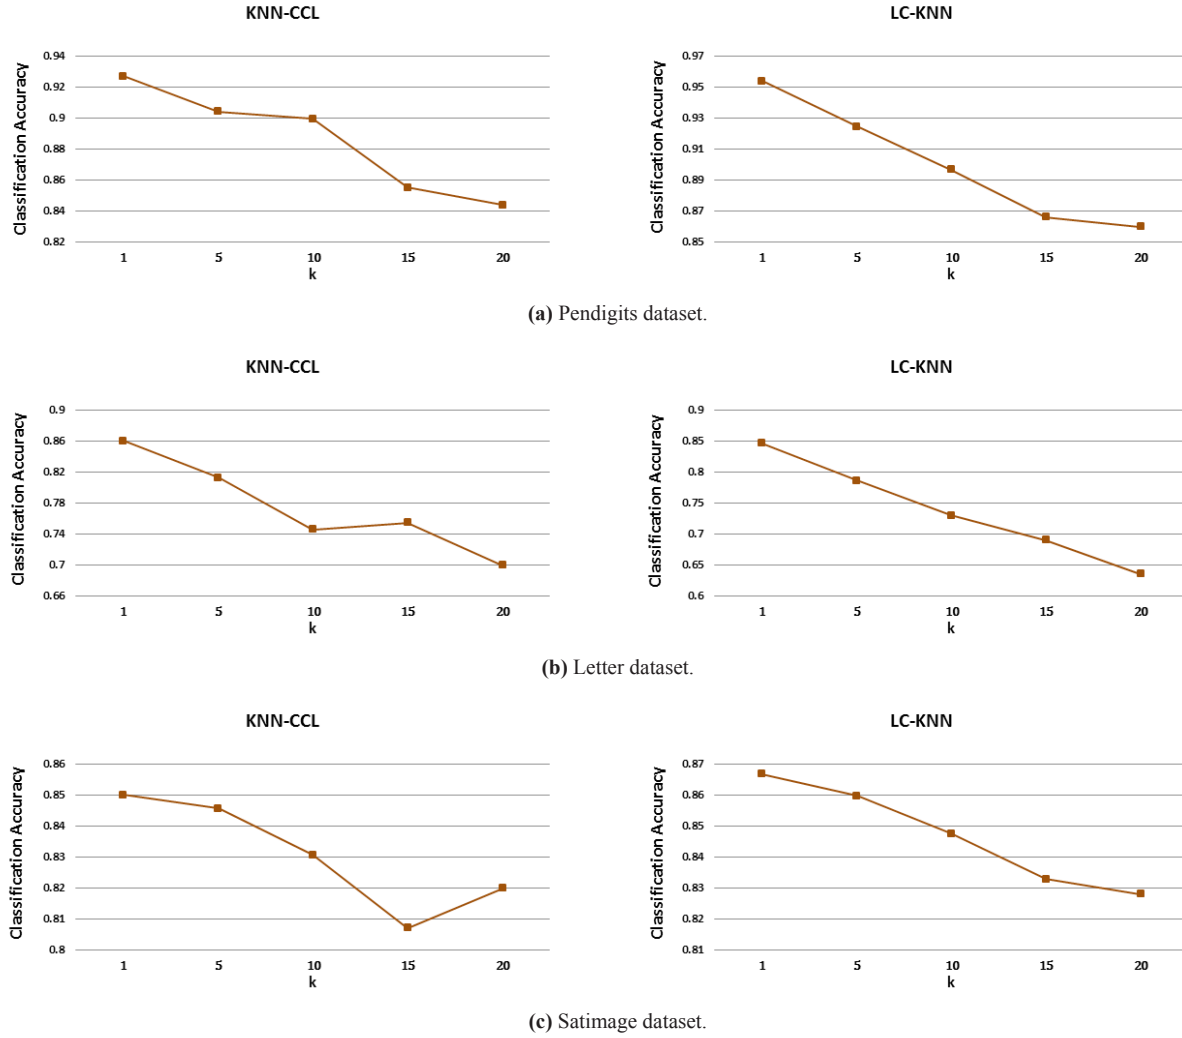 KNN-CCL
LC-KNN
Classification Accuracy
0.94
0.92
0.9
0.88
0.86
0.84
0.82
1 5 10 15 20
k
Classification Accuracy
0.97
0.95
0.93
0.91
0.89
0.87
0.85
1 5 10 15 20
k
(a) Pendigits dataset.
KNN-CCL
LC-KNN
Classification Accuracy
0.9
0.86
0.82
0.78
0.74
0.7
0.66
1 5 10 15 20
k
Classification Accuracy
0.9
0.85
0.8
0.75
0.7
0.65
0.6
1 5 10 15 20
k
(b) Letter dataset.
KNN-CCL
LC-KNN
Classification Accuracy
0.86
0.85
0.84
0.83
0.82
0.81
0.8
1 5 10 15 20
k
Classification Accuracy
0.87
0.86
0.85
0.84
0.83
0.82
0.81
1 5 10 15 20
k
(c) Satimage dataset.